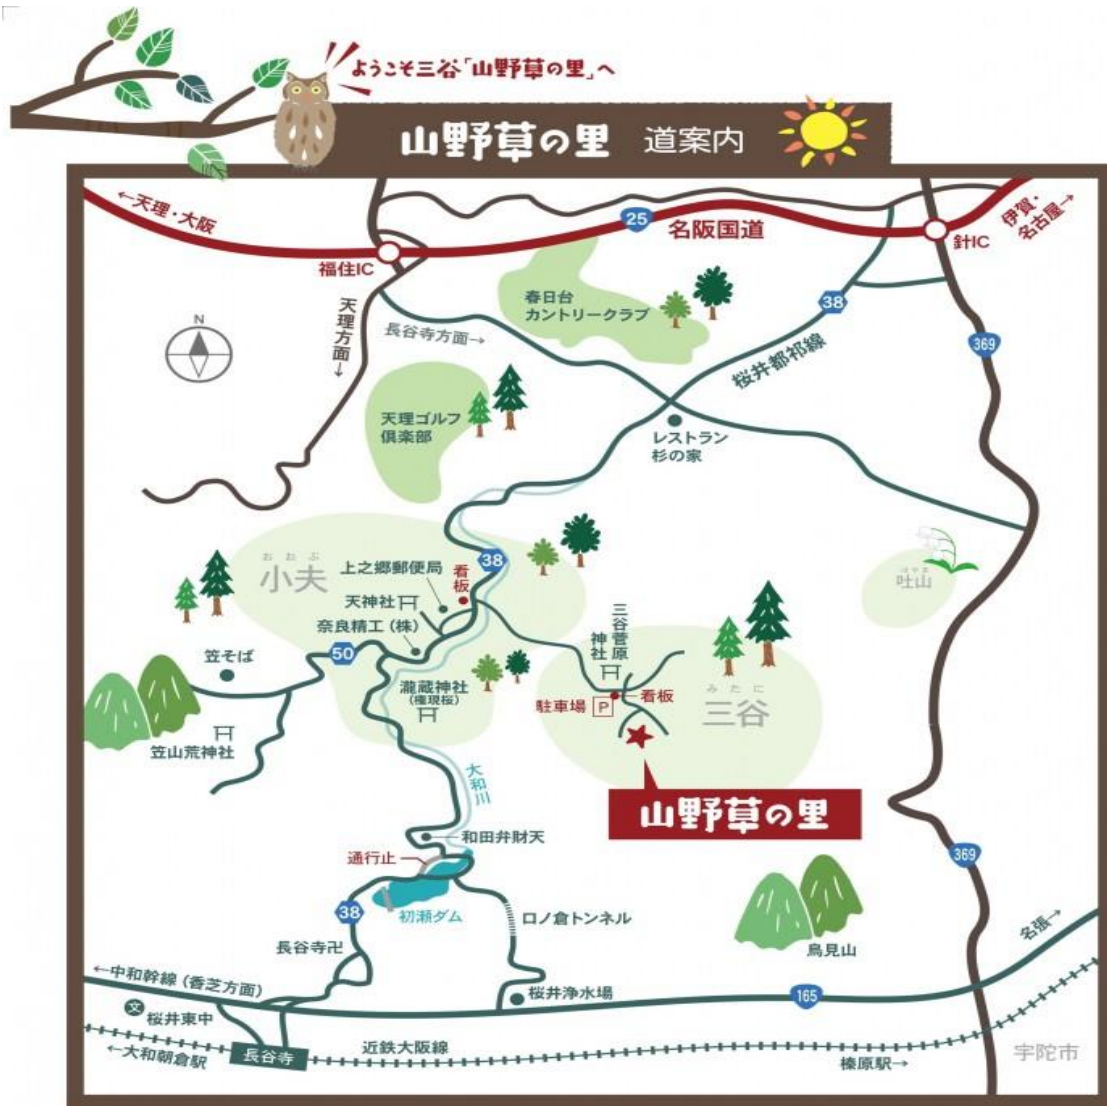 ようこそ三谷「山野草の里」へ
山野草の里 道案内
←天理・大阪
25
名阪国道
伊賀・
名古屋→
福住IC
針IC
N
天理方面↓
長谷寺方面→
春日台
カントリークラブ
38
桜井都祁線
369
天理ゴルフ
倶楽部
レストラン
杉の家
おおぶ
小夫
上之郷郵便局
看板
38
天神社
奈良精工(株)
50
笠そば
瀧蔵神社
(権現桜)
笠山荒神社
三谷菅原
神社
看板
駐車場
P
みたに
三谷
はやま
吐山
山野草の里
大和川
和田弁財天
通行止
初瀬ダム
38
口ノ倉トンネル
長谷寺卍
鳥見山
369
名張→
←中和幹線(香芝方面)
165
桜井浄水場
文
桜井東中
←大和朝倉駅
長谷寺
近鉄大阪線
榛原駅→
宇陀市